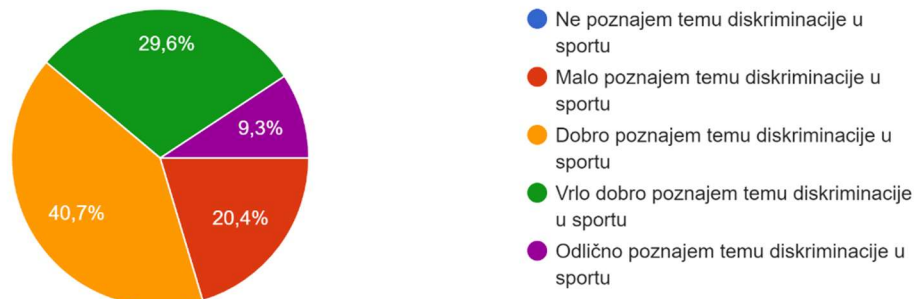 29,6%
9,3%
40,7%
20,4%
Ne poznajem temu diskriminacije u
sportu
Malo poznajem temu diskriminacije u
sportu
Dobro poznajem temu diskriminacije u
sportu
Vrlo dobro poznajem temu diskriminacije
u sportu
Odlično poznajem temu diskriminacije u
sportu